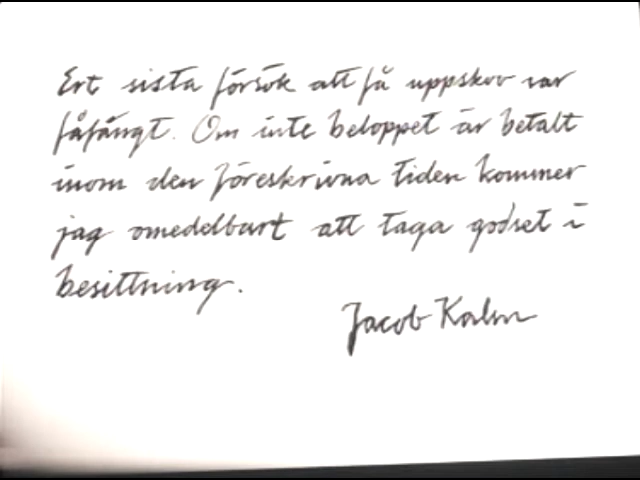 Ert sista försök att få uppskov var
fåfängt. Om inte beloppet är betalt
inom den föreskrivna tiden kommer
jag omedelbart att taga godset i
besittning.
Jacob Kahn